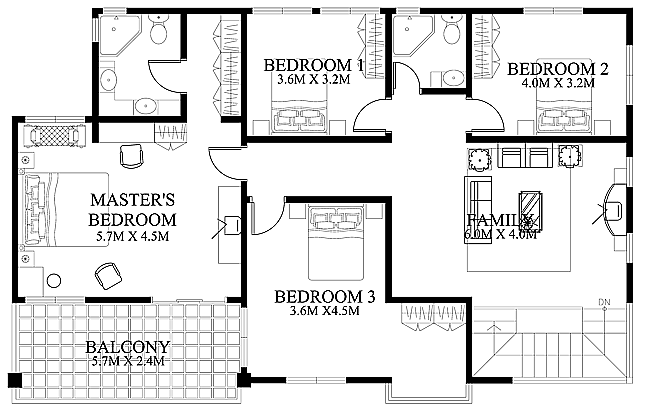 BEDROOM 1
3.6M X 3.2M
BEDROOM 2
4.0M X 3.2M
MASTER'S
BEDROOM
5.7M X 4.5M
FAMILY
6.0M X 4.0M
BEDROOM 3
3.6M X4.5M
DN
BALCONY
5.7M X 2.4M